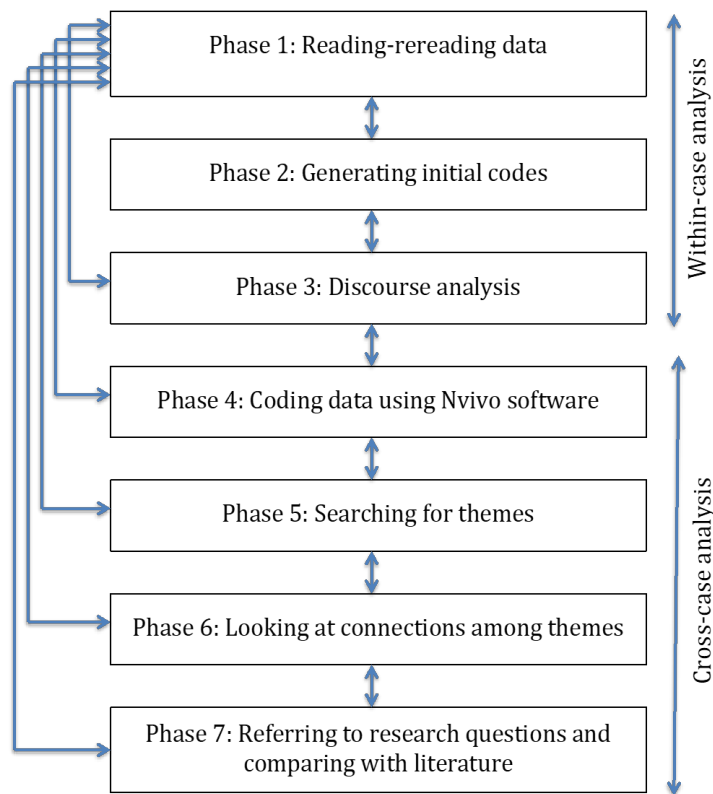 Phase 1: Reading-rereading data
Phase 2: Generating initial codes
Phase 3: Discourse analysis
Within-case analysis
Phase 4: Coding data using Nvivo software
Phase 5: Searching for themes
Phase 6: Looking at connections among themes
Phase 7: Referring to research questions and
comparing with literature
Cross-case analysis